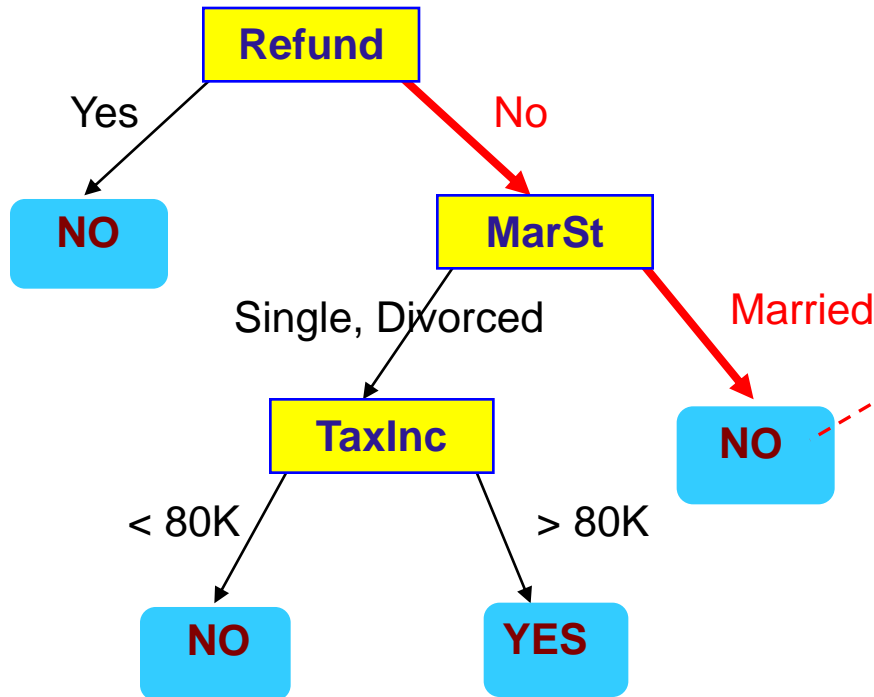 Refund
Yes
No
NO
MarSt
Single, Divorced
Married
TaxInc
NO
< 80K
> 80K
NO
YES